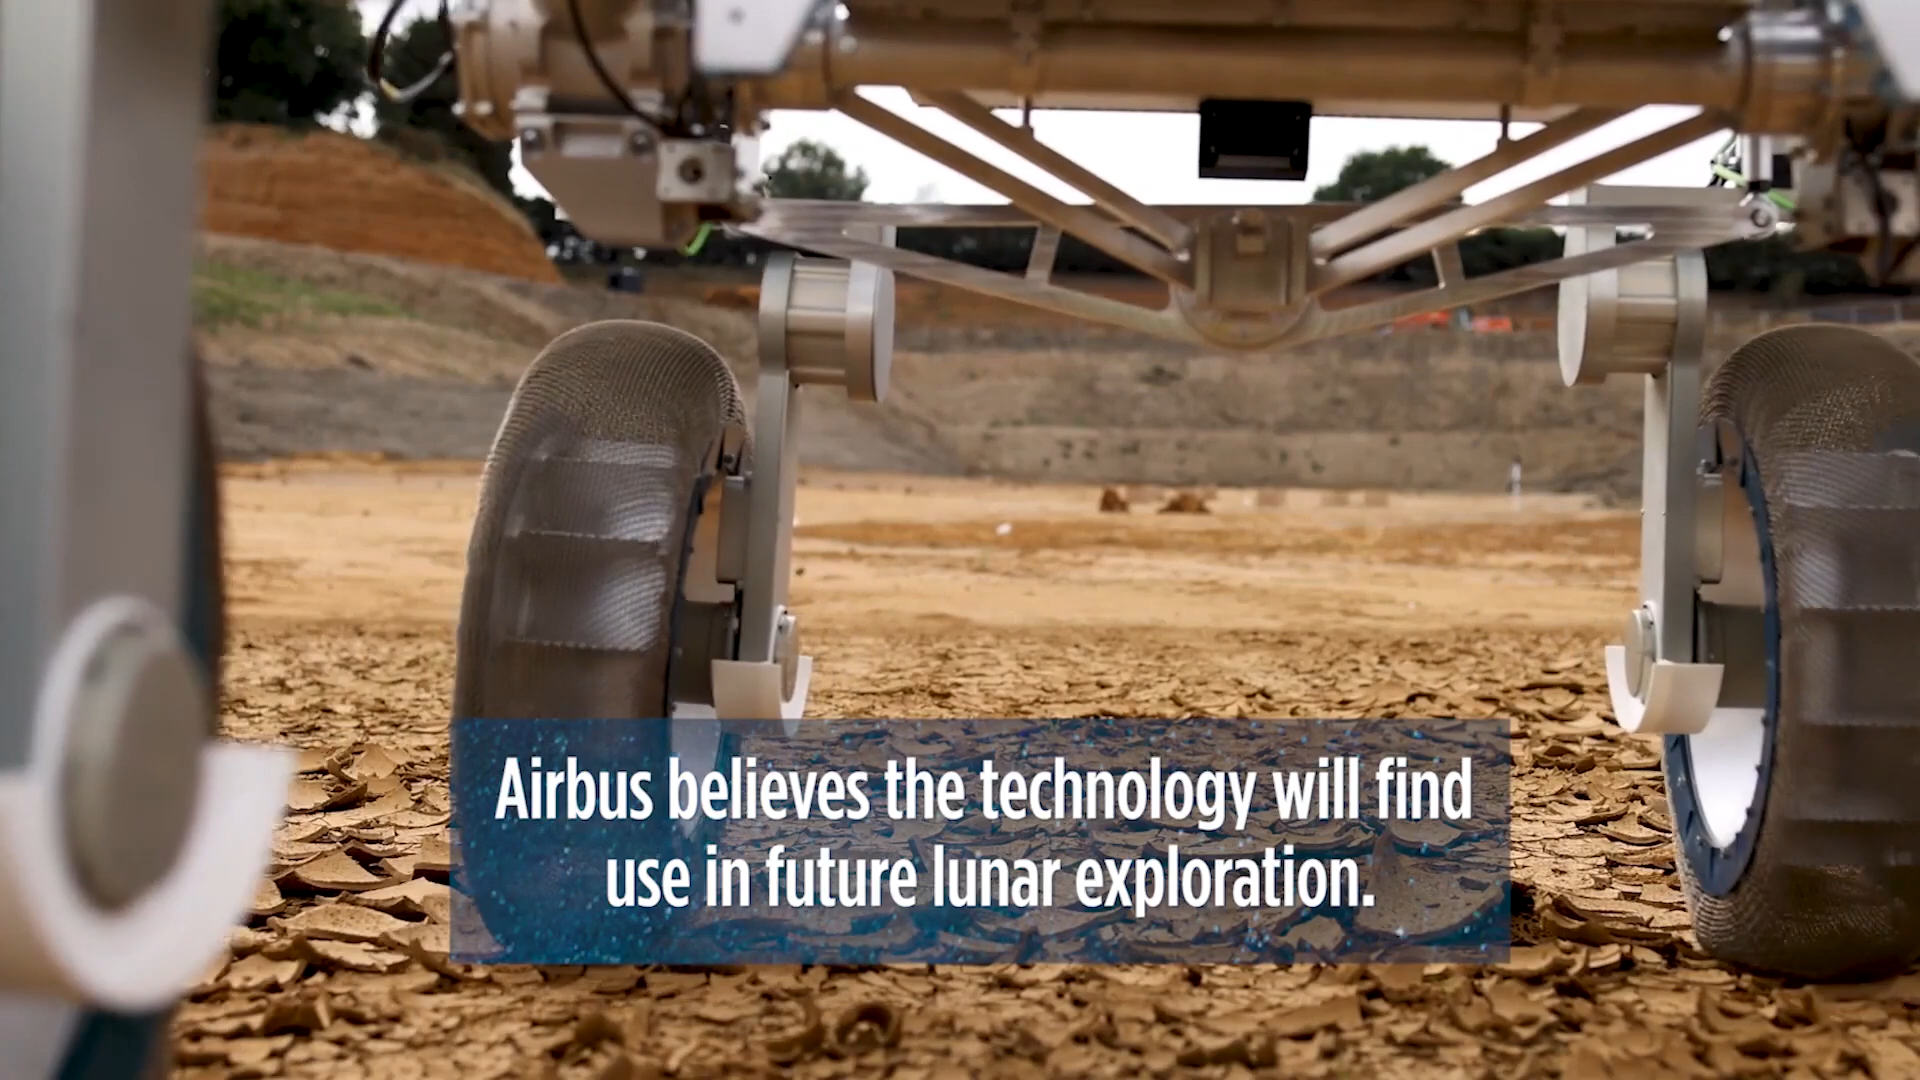 Airbus believes the technology will find
use in future lunar exploration.